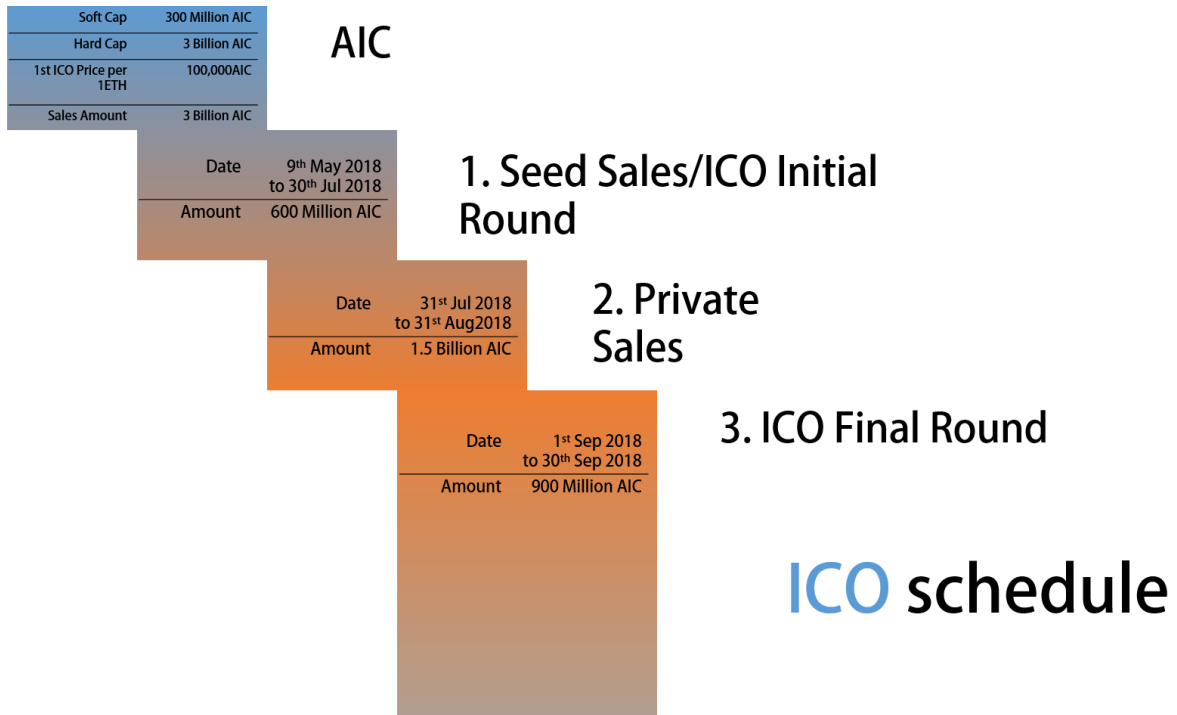 Soft Cap 300 Million AIC
Hard Cap 3 Billion AIC
1st ICO Price per 100,000AIC
1ETH
Sales Amount 3 Billion AIC
AIC
Date 9th May 2018
to 30th Jul 2018
Amount 600 Million AIC
1. Seed Sales/ICO Initial
Round
Date 31st Jul 2018
to 31st Aug2018
Amount 1.5 Billion AIC
2. Private
Sales
Date 1st Sep 2018
to 30th Sep 2018
Amount 900 Million AIC
3. ICO Final Round
ICO schedule